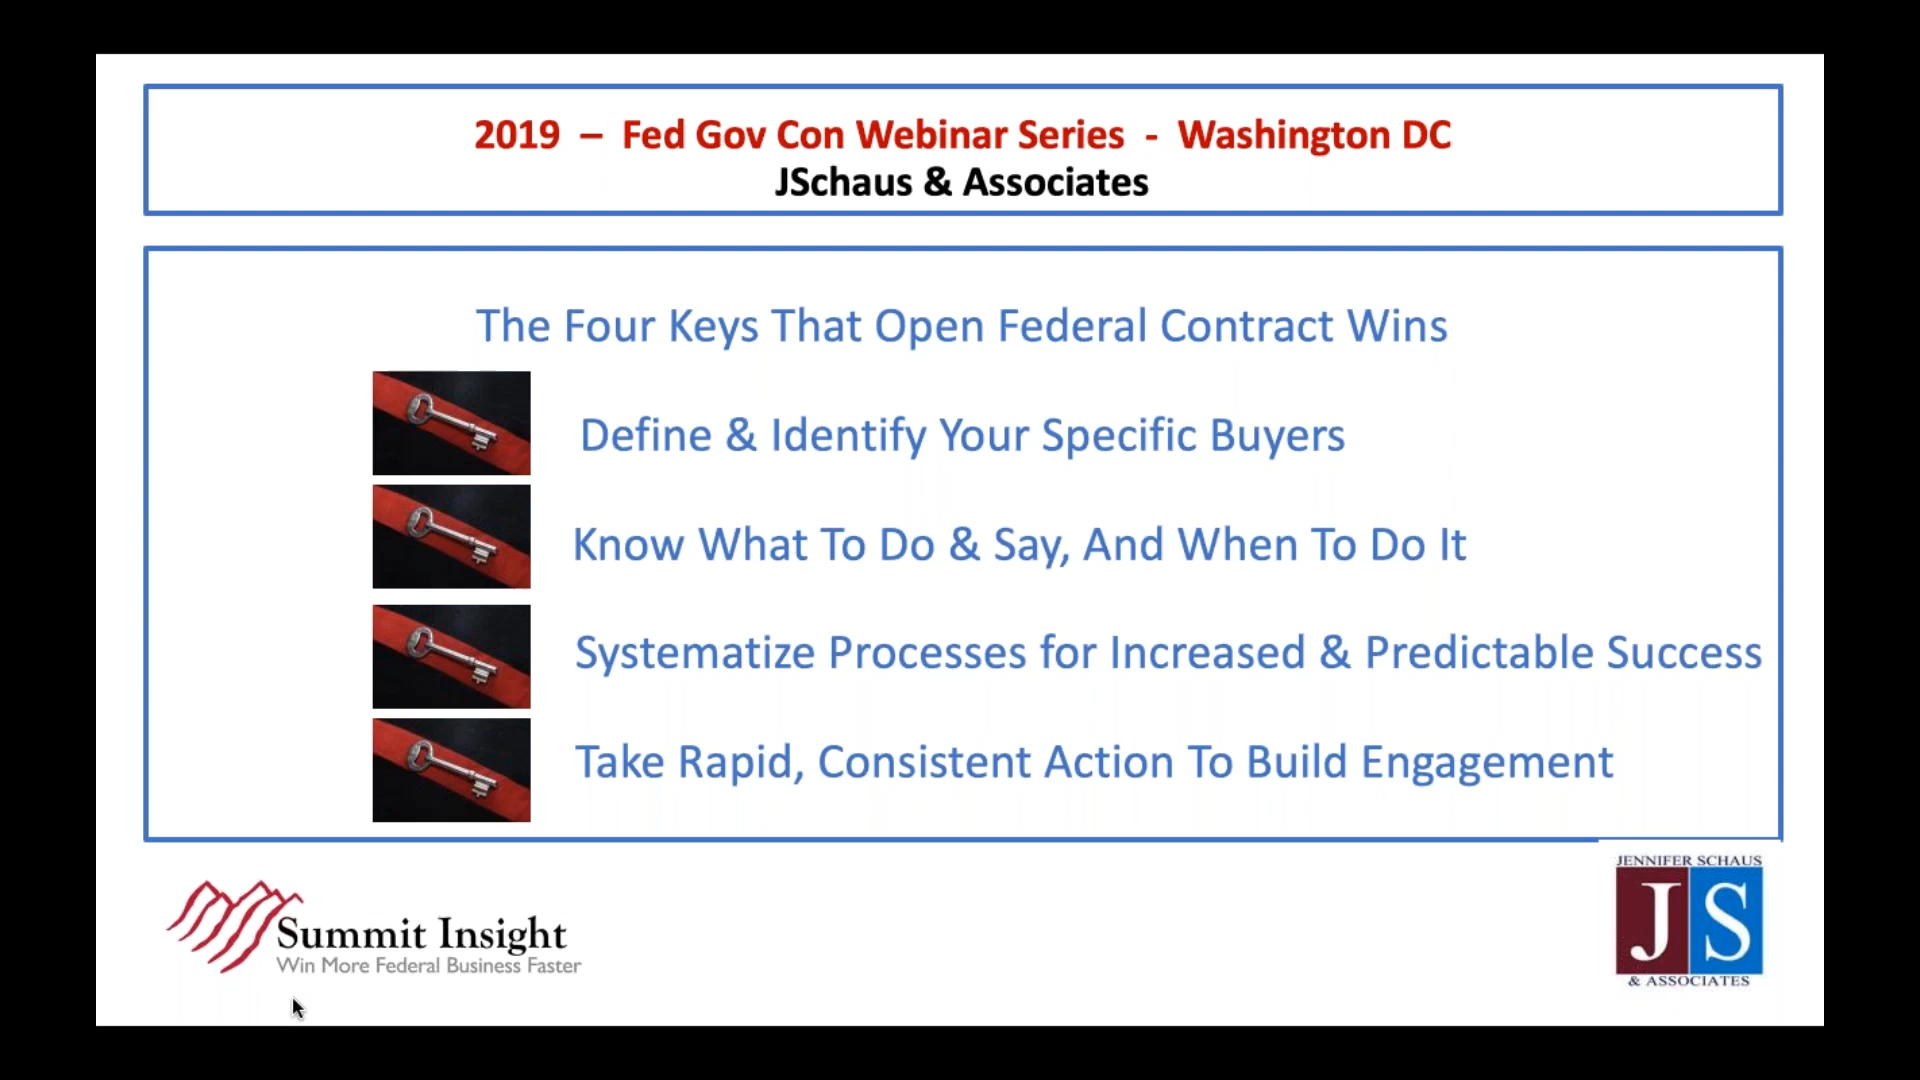 2019 – Fed Gov Con Webinar Series - Washington DC
JSchaus & Associates
The Four Keys That Open Federal Contract Wins
Define & Identify Your Specific Buyers
Know What To Do & Say, And When To Do It
Systematize Processes for Increased & Predictable Success
Take Rapid, Consistent Action To Build Engagement
Summit Insight
Win More Federal Business Faster
JENNIFER SCHAUS
JS
& ASSOCIATES